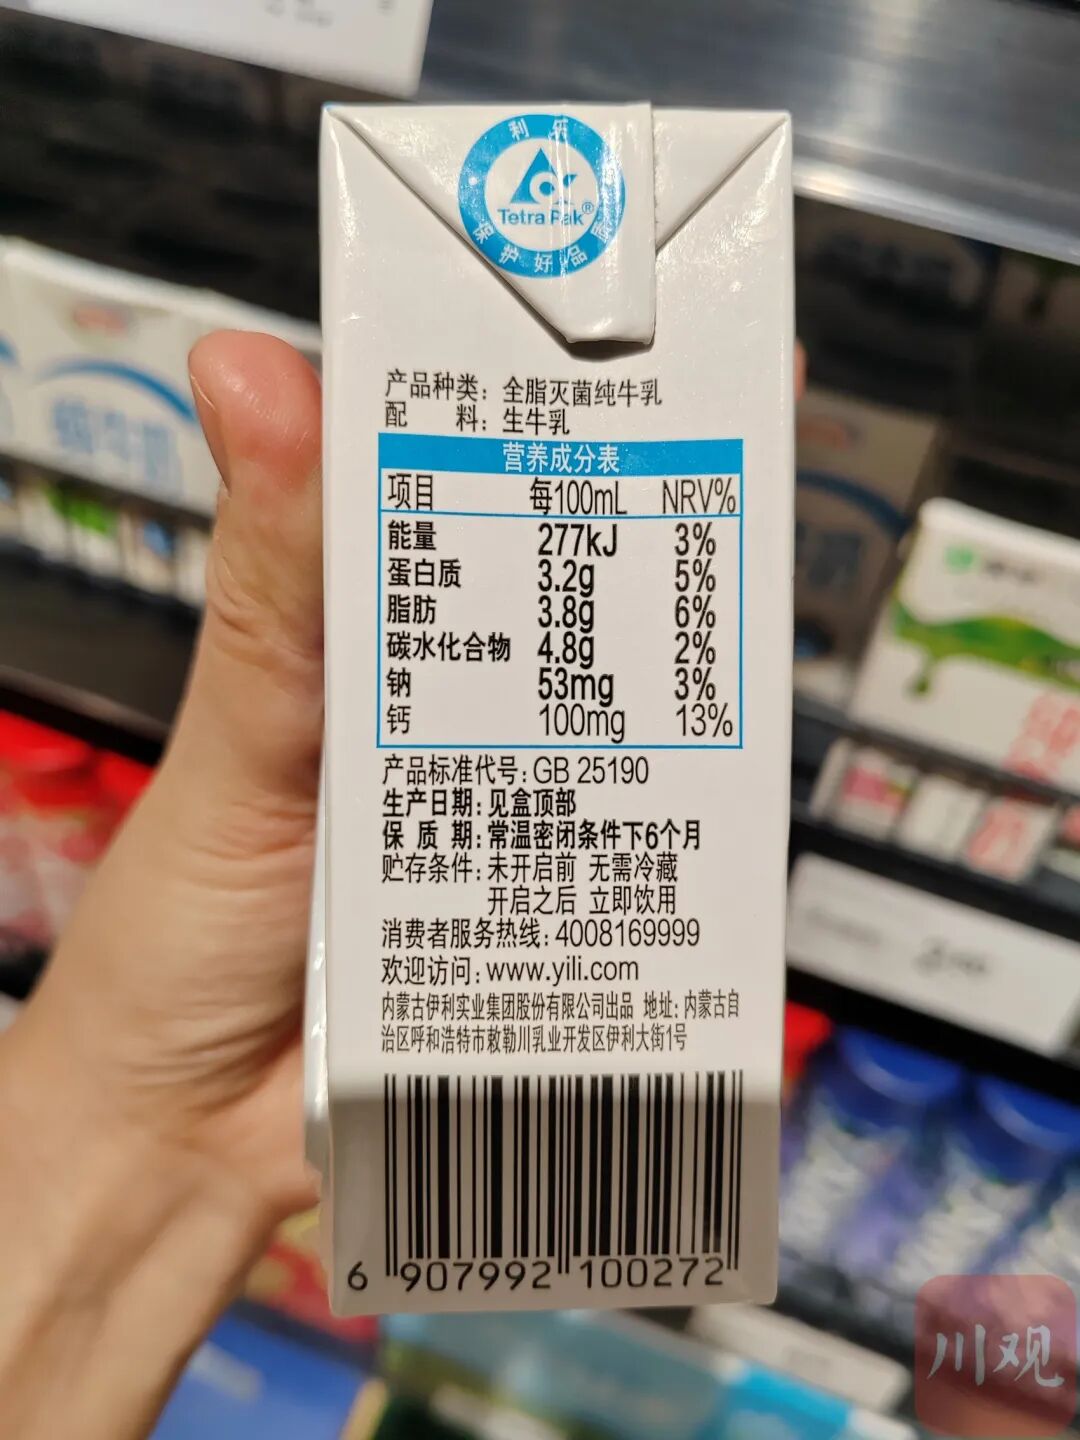 利乐
Tetra Pak®
保护好品质
产品种类：全脂灭菌纯牛乳
配 料：生牛乳
营养成分表
项目 每100mL NRV%
能量 277kJ 3%
蛋白质 3.2g 5%
脂肪 3.8g 6%
碳水化合物 4.8g 2%
钠 53mg 3%
钙 100mg 13%
产品标准代号：GB 25190
生产日期：见盒顶部
保 质 期：常温密闭条件下6个月
贮存条件：未开启前 无需冷藏
开启之后 立即饮用
消费者服务热线：4008169999
欢迎访问：www.yili.com
内蒙古伊利实业集团股份有限公司出品 地址：内蒙古自
治区呼和浩特市敕勒川乳业开发区伊利大街1号
6 907992 100272
川观